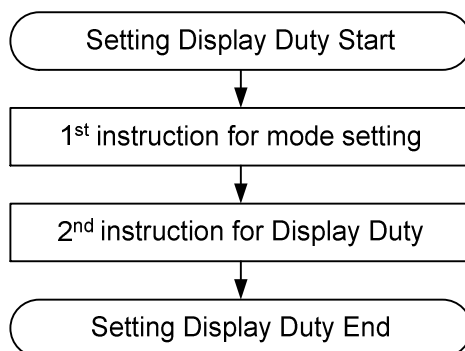 Setting Display Duty Start
1st instruction for mode setting
2nd instruction for Display Duty
Setting Display Duty End